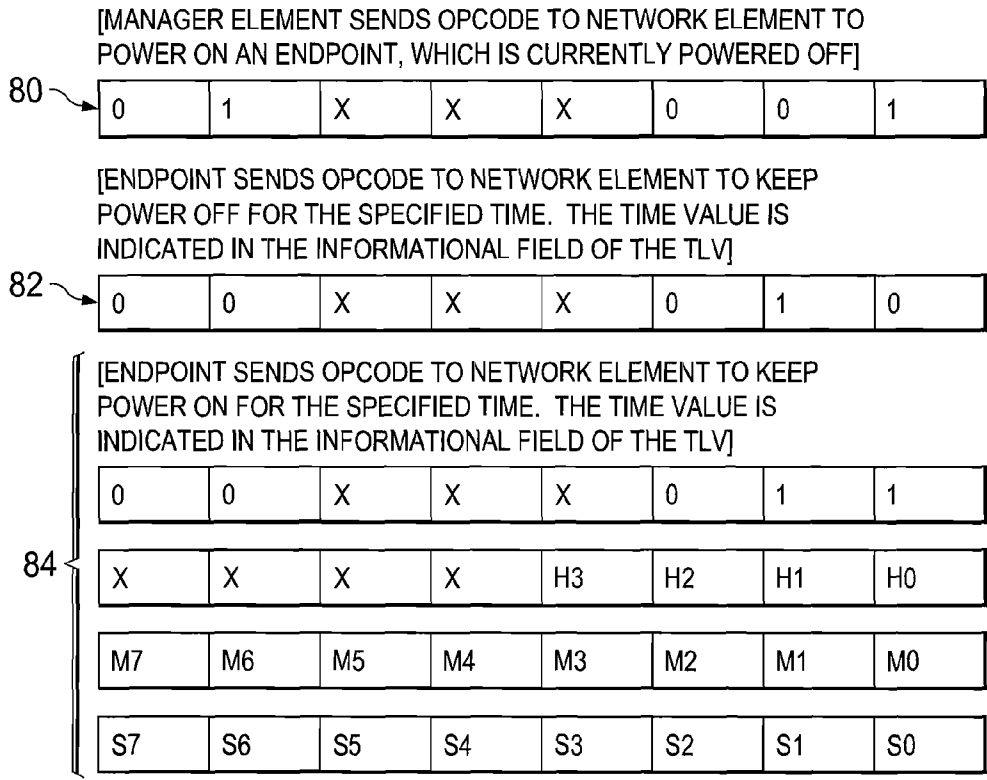 [MANAGER ELEMENT SENDS OPCODE TO NETWORK ELEMENT TO
POWER ON AN ENDPOINT, WHICH IS CURRENTLY POWERED OFF]
80 0 1 X X X 0 0 1
[ENDPOINT SENDS OPCODE TO NETWORK ELEMENT TO KEEP
POWER OFF FOR THE SPECIFIED TIME. THE TIME VALUE IS
INDICATED IN THE INFORMATIONAL FIELD OF THE TLV]
82 0 0 X X X 0 1 0
[ENDPOINT SENDS OPCODE TO NETWORK ELEMENT TO KEEP
POWER ON FOR THE SPECIFIED TIME. THE TIME VALUE IS
INDICATED IN THE INFORMATIONAL FIELD OF THE TLV]
0 0 X X X 0 1 1
84
X X X X H3 H2 H1 H0
M7 M6 M5 M4 M3 M2 M1 M0
S7 S6 S5 S4 S3 S2 S1 S0